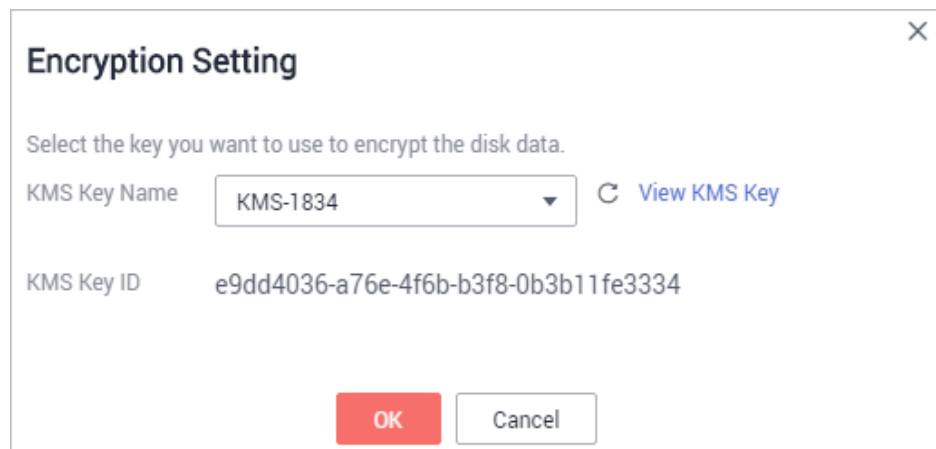 Encryption Setting
Select the key you want to use to encrypt the disk data.
KMS Key Name KMS-1834 View KMS Key
KMS Key ID e9dd4036-a76e-4f6b-b3f8-0b3b11fe3334
OK Cancel